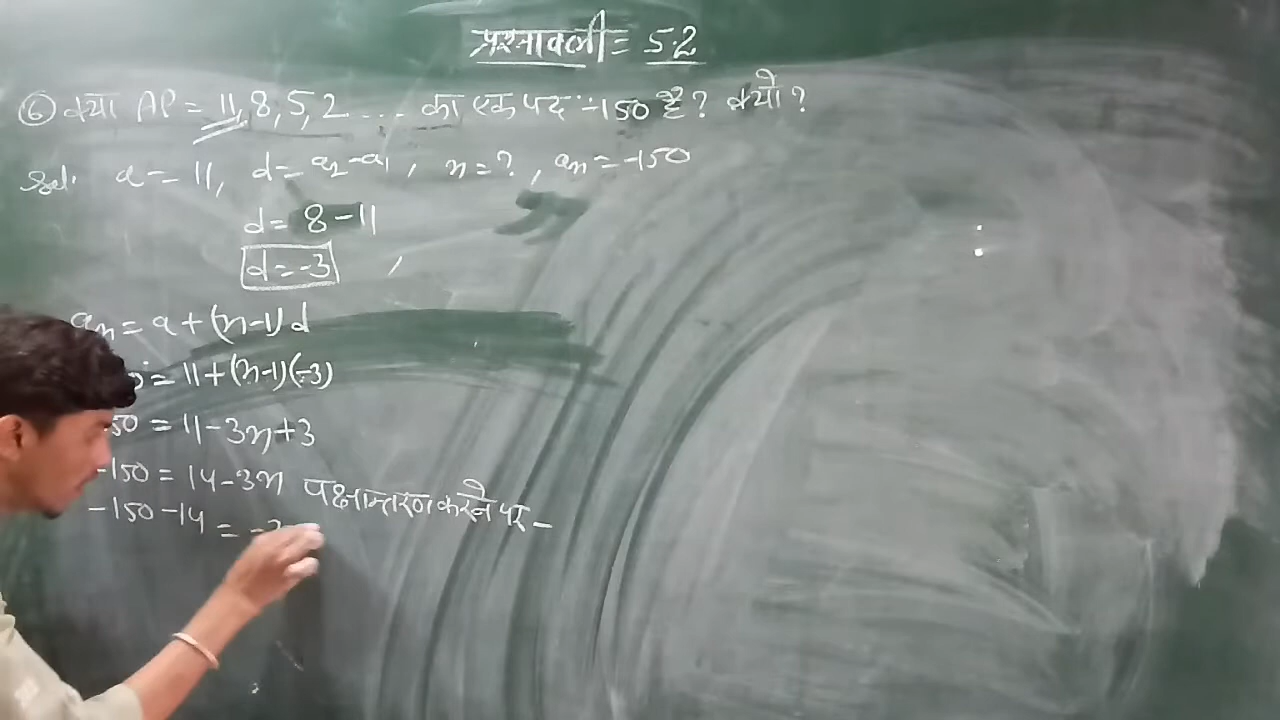 प्रश्नावली = 5.2
⑥ क्या AP = 11, 8, 5, 2 ... का एक पद -150 है? क्यों?
Sol. a = 11, d = a₂ - a₁, n = ?, aₙ = -150
d = 8 - 11
d = -3 ,
aₙ = a + (n-1) d
= 11 + (n-1)(-3)
50 = 11 - 3n + 3
-150 = 14 - 3n पक्षान्तरण करने पर -
-150 - 14 = -3